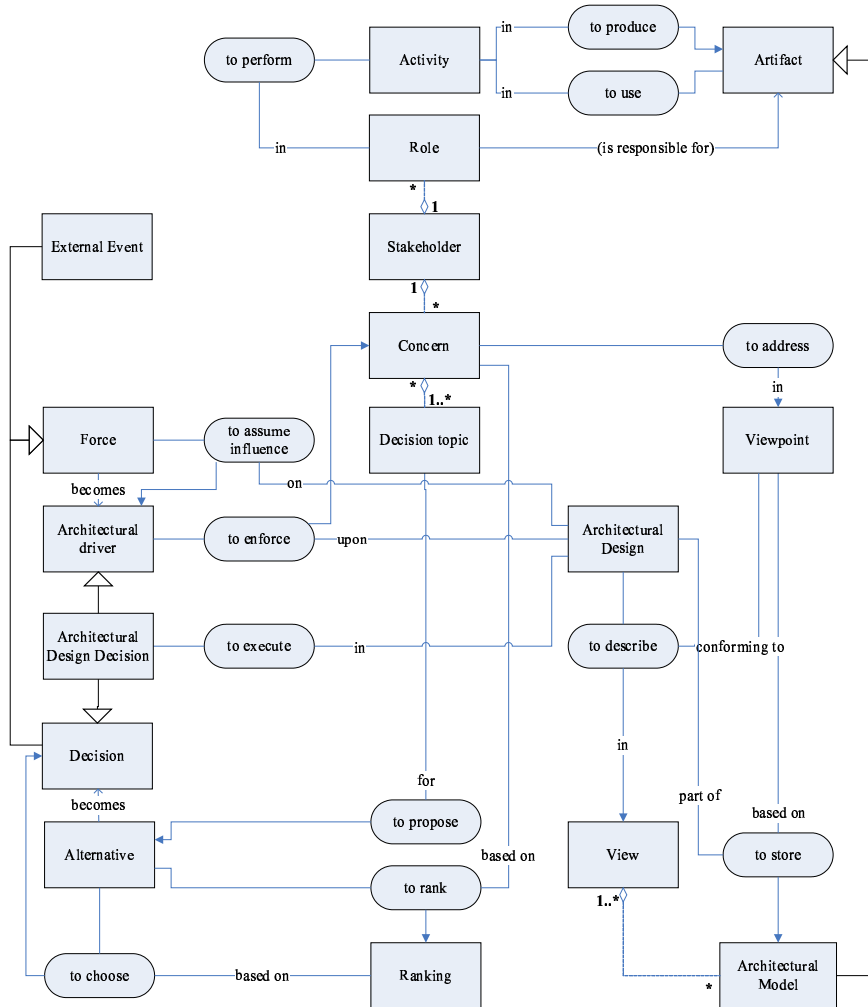 in
to produce
to perform
Activity
Artifact
in
to use
in
Role
(is responsible for)
*
1
External Event
Stakeholder
1
*
Concern
to address
*
1..*
in
Force
to assume
influence
Decision topic
Viewpoint
becomes
on
Architectural
driver
to enforce
upon
Architectural
Design
Architectural
Design Decision
to execute
in
to describe
conforming to
Decision
in
for
becomes
part of
to propose
based on
Alternative
based on
View
to store
to rank
1..*
to choose
based on
Ranking
Architectural
Model
*